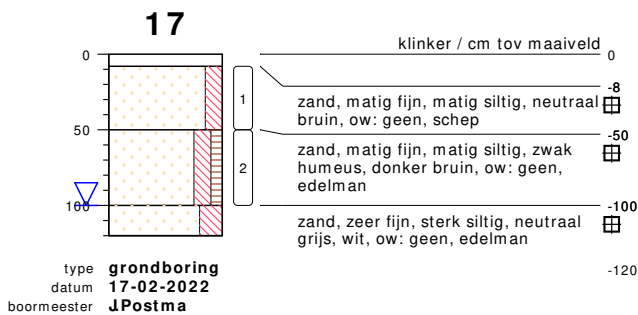 17
klinker / cm tov maaiveld
0
0
-8
1
zand, matig fijn, matig siltig, neutraal
bruin, ow: geen, schep
50
-50
2
zand, matig fijn, matig siltig, zwak
humeus, donker bruin, ow: geen,
edelman
100
-100
zand, zeer fijn, sterk siltig, neutraal
grijs, wit, ow: geen, edelman
-120
type grondboring
datum 17-02-2022
boormeester J.Postma